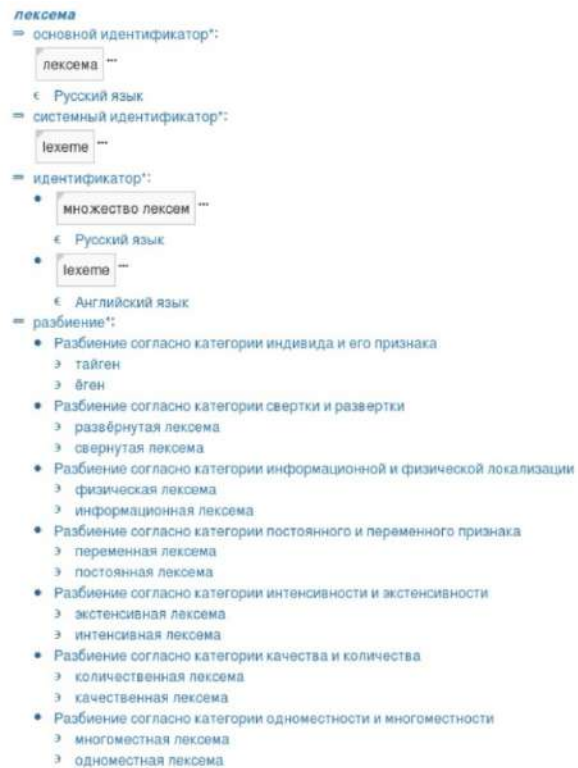 лексема
⇒ основной идентификатор*:
лексема ...
∈ Русский язык
⇒ системный идентификатор*:
lexeme ...
⇒ идентификатор*:
• множество лексем ...
∈ Русский язык
• lexeme ...
∈ Английский язык
⇒ разбиение*:
• Разбиение согласно категории индивида и его признака
∋ тайген
∋ ёген
• Разбиение согласно категории свертки и развертки
∋ развёрнутая лексема
∋ свернутая лексема
• Разбиение согласно категории информационной и физической локализации
∋ физическая лексема
∋ информационная лексема
• Разбиение согласно категории постоянного и переменного признака
∋ переменная лексема
∋ постоянная лексема
• Разбиение согласно категории интенсивности и экстенсивности
∋ экстенсивная лексема
∋ интенсивная лексема
• Разбиение согласно категории качества и количества
∋ количественная лексема
∋ качественная лексема
• Разбиение согласно категории одноместности и многоместности
∋ многоместная лексема
∋ одноместная лексема